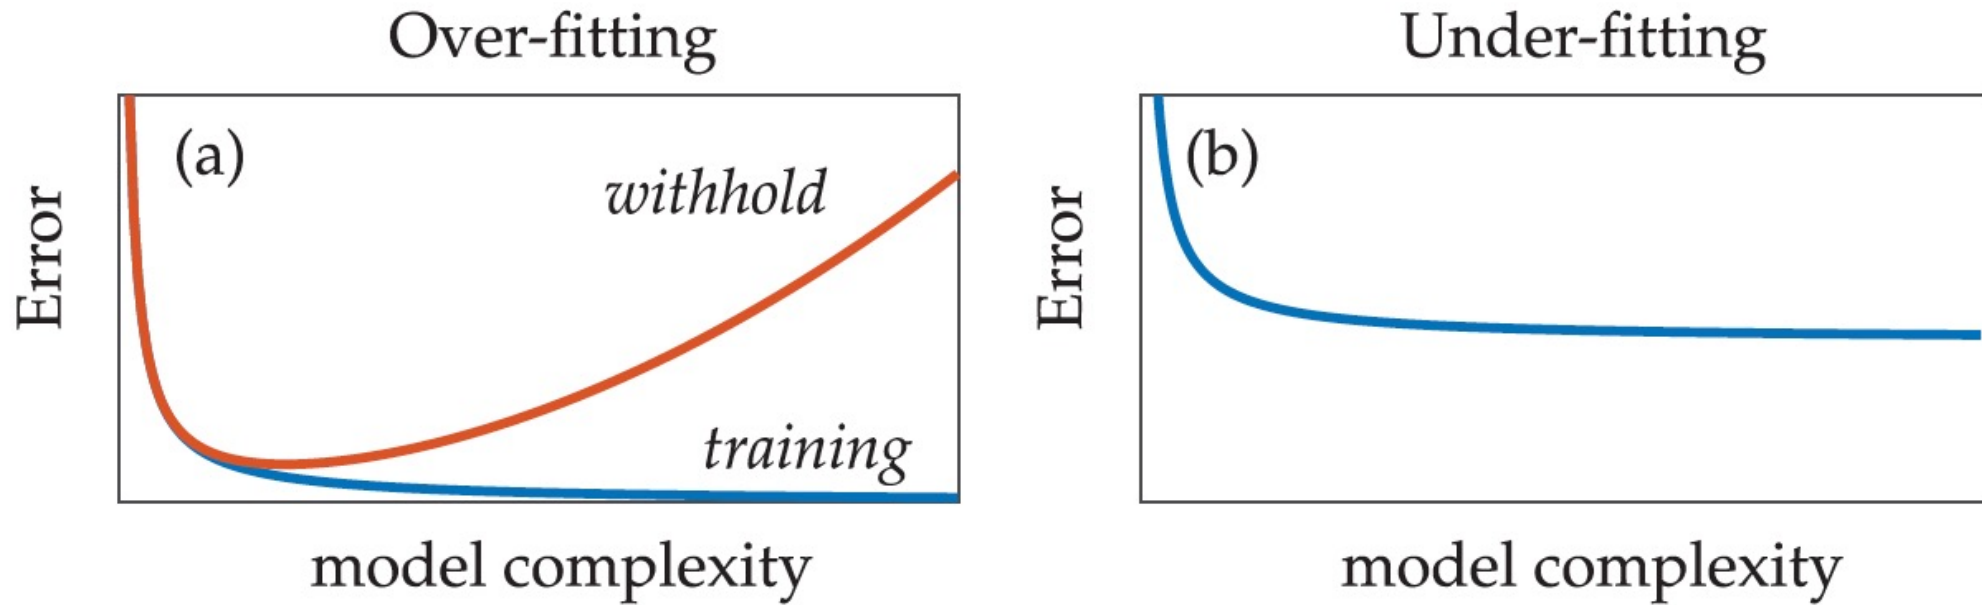 Over-fitting
(a)
withhold
training
Error
model complexity
Under-fitting
(b)
Error
model complexity